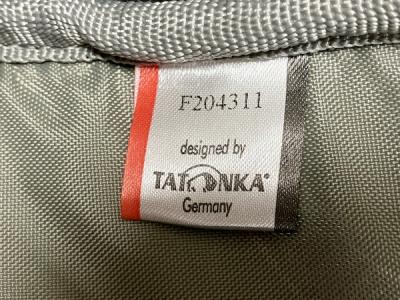 F204311
designed by
TATONKA®
Germany